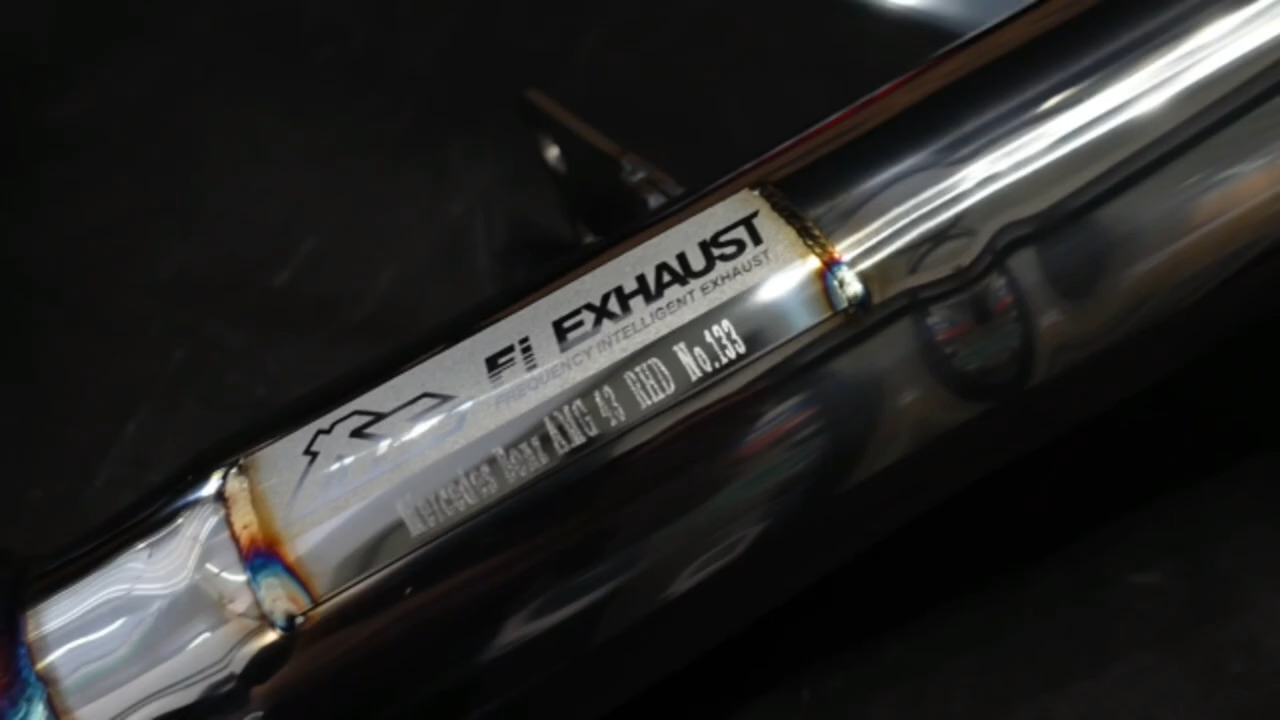 Fi EXHAUST
FREQUENCY INTELLIGENT EXHAUST
Mercedes Benz AMG 43 RHD No.133